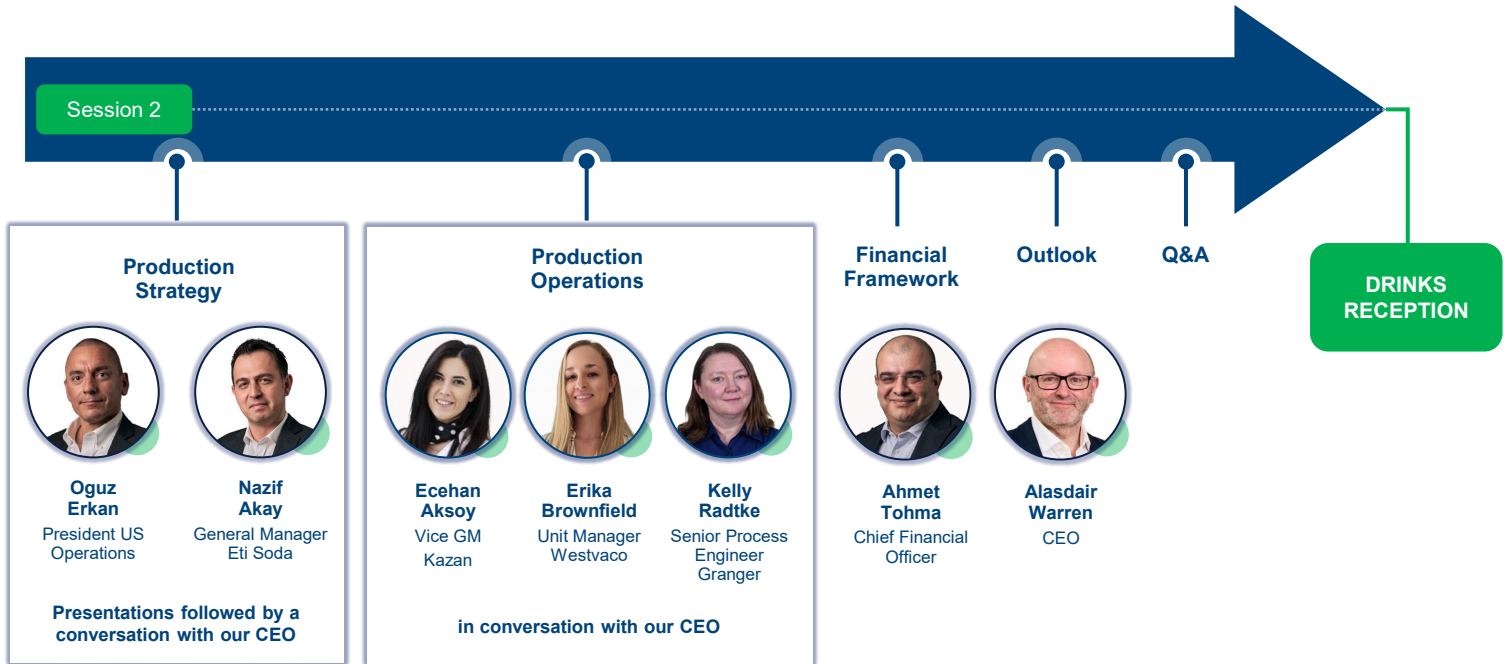 Session 2
Production
Strategy
Oguz
Erkan
President US
Operations
Nazif
Akay
General Manager
Eti Soda
Presentations followed by a
conversation with our CEO
Production
Operations
Ecehan
Aksoy
Vice GM
Kazan
Erika
Brownfield
Unit Manager
Westvaco
Kelly
Radtke
Senior Process
Engineer
Granger
in conversation with our CEO
Financial
Framework
Ahmet
Tohma
Chief Financial
Officer
Outlook
Alasdair
Warren
CEO
Q&A
DRINKS
RECEPTION